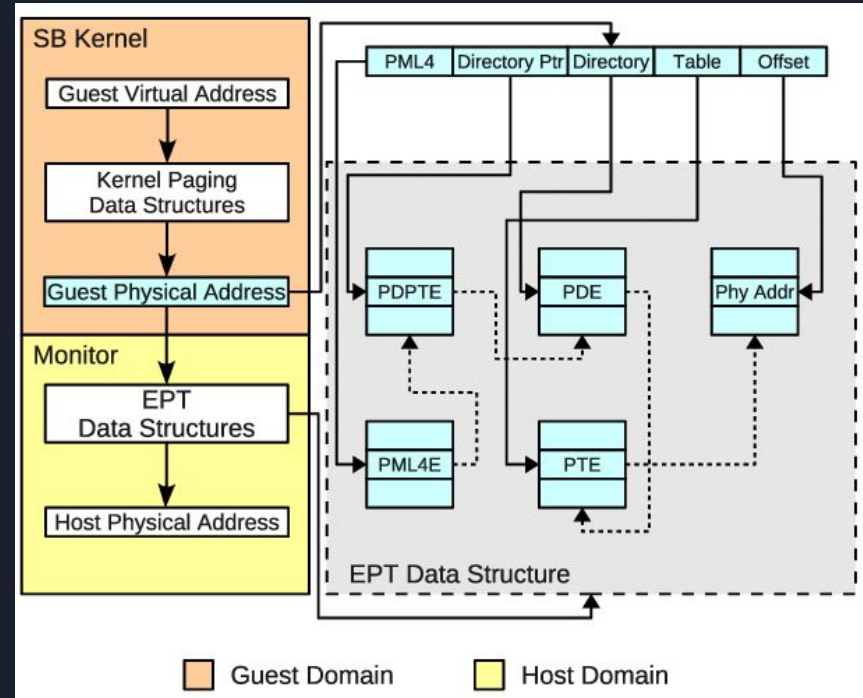 SB Kernel
Guest Virtual Address
Kernel Paging
Data Structures
Guest Physical Address
Monitor
EPT
Data Structures
Host Physical Address
PML4 Directory Ptr Directory Table Offset
PDPTE PDE Phy Addr
PML4E PTE
EPT Data Structure
Guest Domain Host Domain